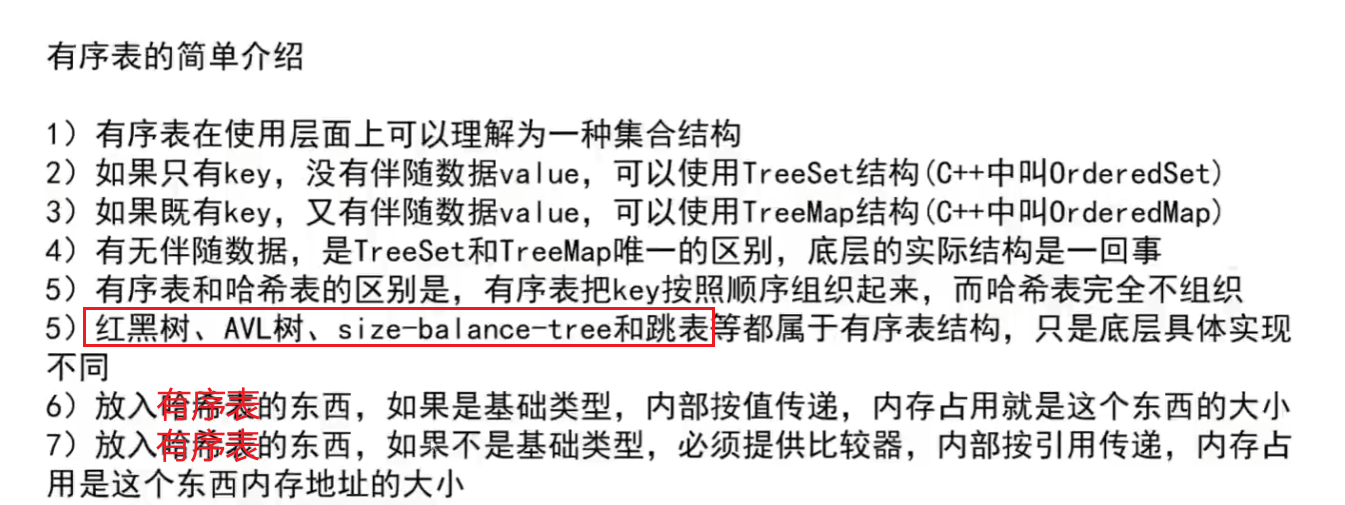 有序表的简单介绍
1）有序表在使用层面上可以理解为一种集合结构
2）如果只有key，没有伴随数据value，可以使用TreeSet结构(C++中叫OrderedSet)
3）如果既有key，又有伴随数据value，可以使用TreeMap结构(C++中叫OrderedMap)
4）有无伴随数据，是TreeSet和TreeMap唯一的区别，底层的实际结构是一回事
5）有序表和哈希表的区别是，有序表把key按照顺序组织起来，而哈希表完全不组织
5）红黑树、AVL树、size-balance-tree和跳表等都属于有序表结构，只是底层具体实现
不同
6）放入有序表的东西，如果是基础类型，内部按值传递，内存占用就是这个东西的大小
7）放入有序表的东西，如果不是基础类型，必须提供比较器，内部按引用传递，内存占
用是这个东西内存地址的大小